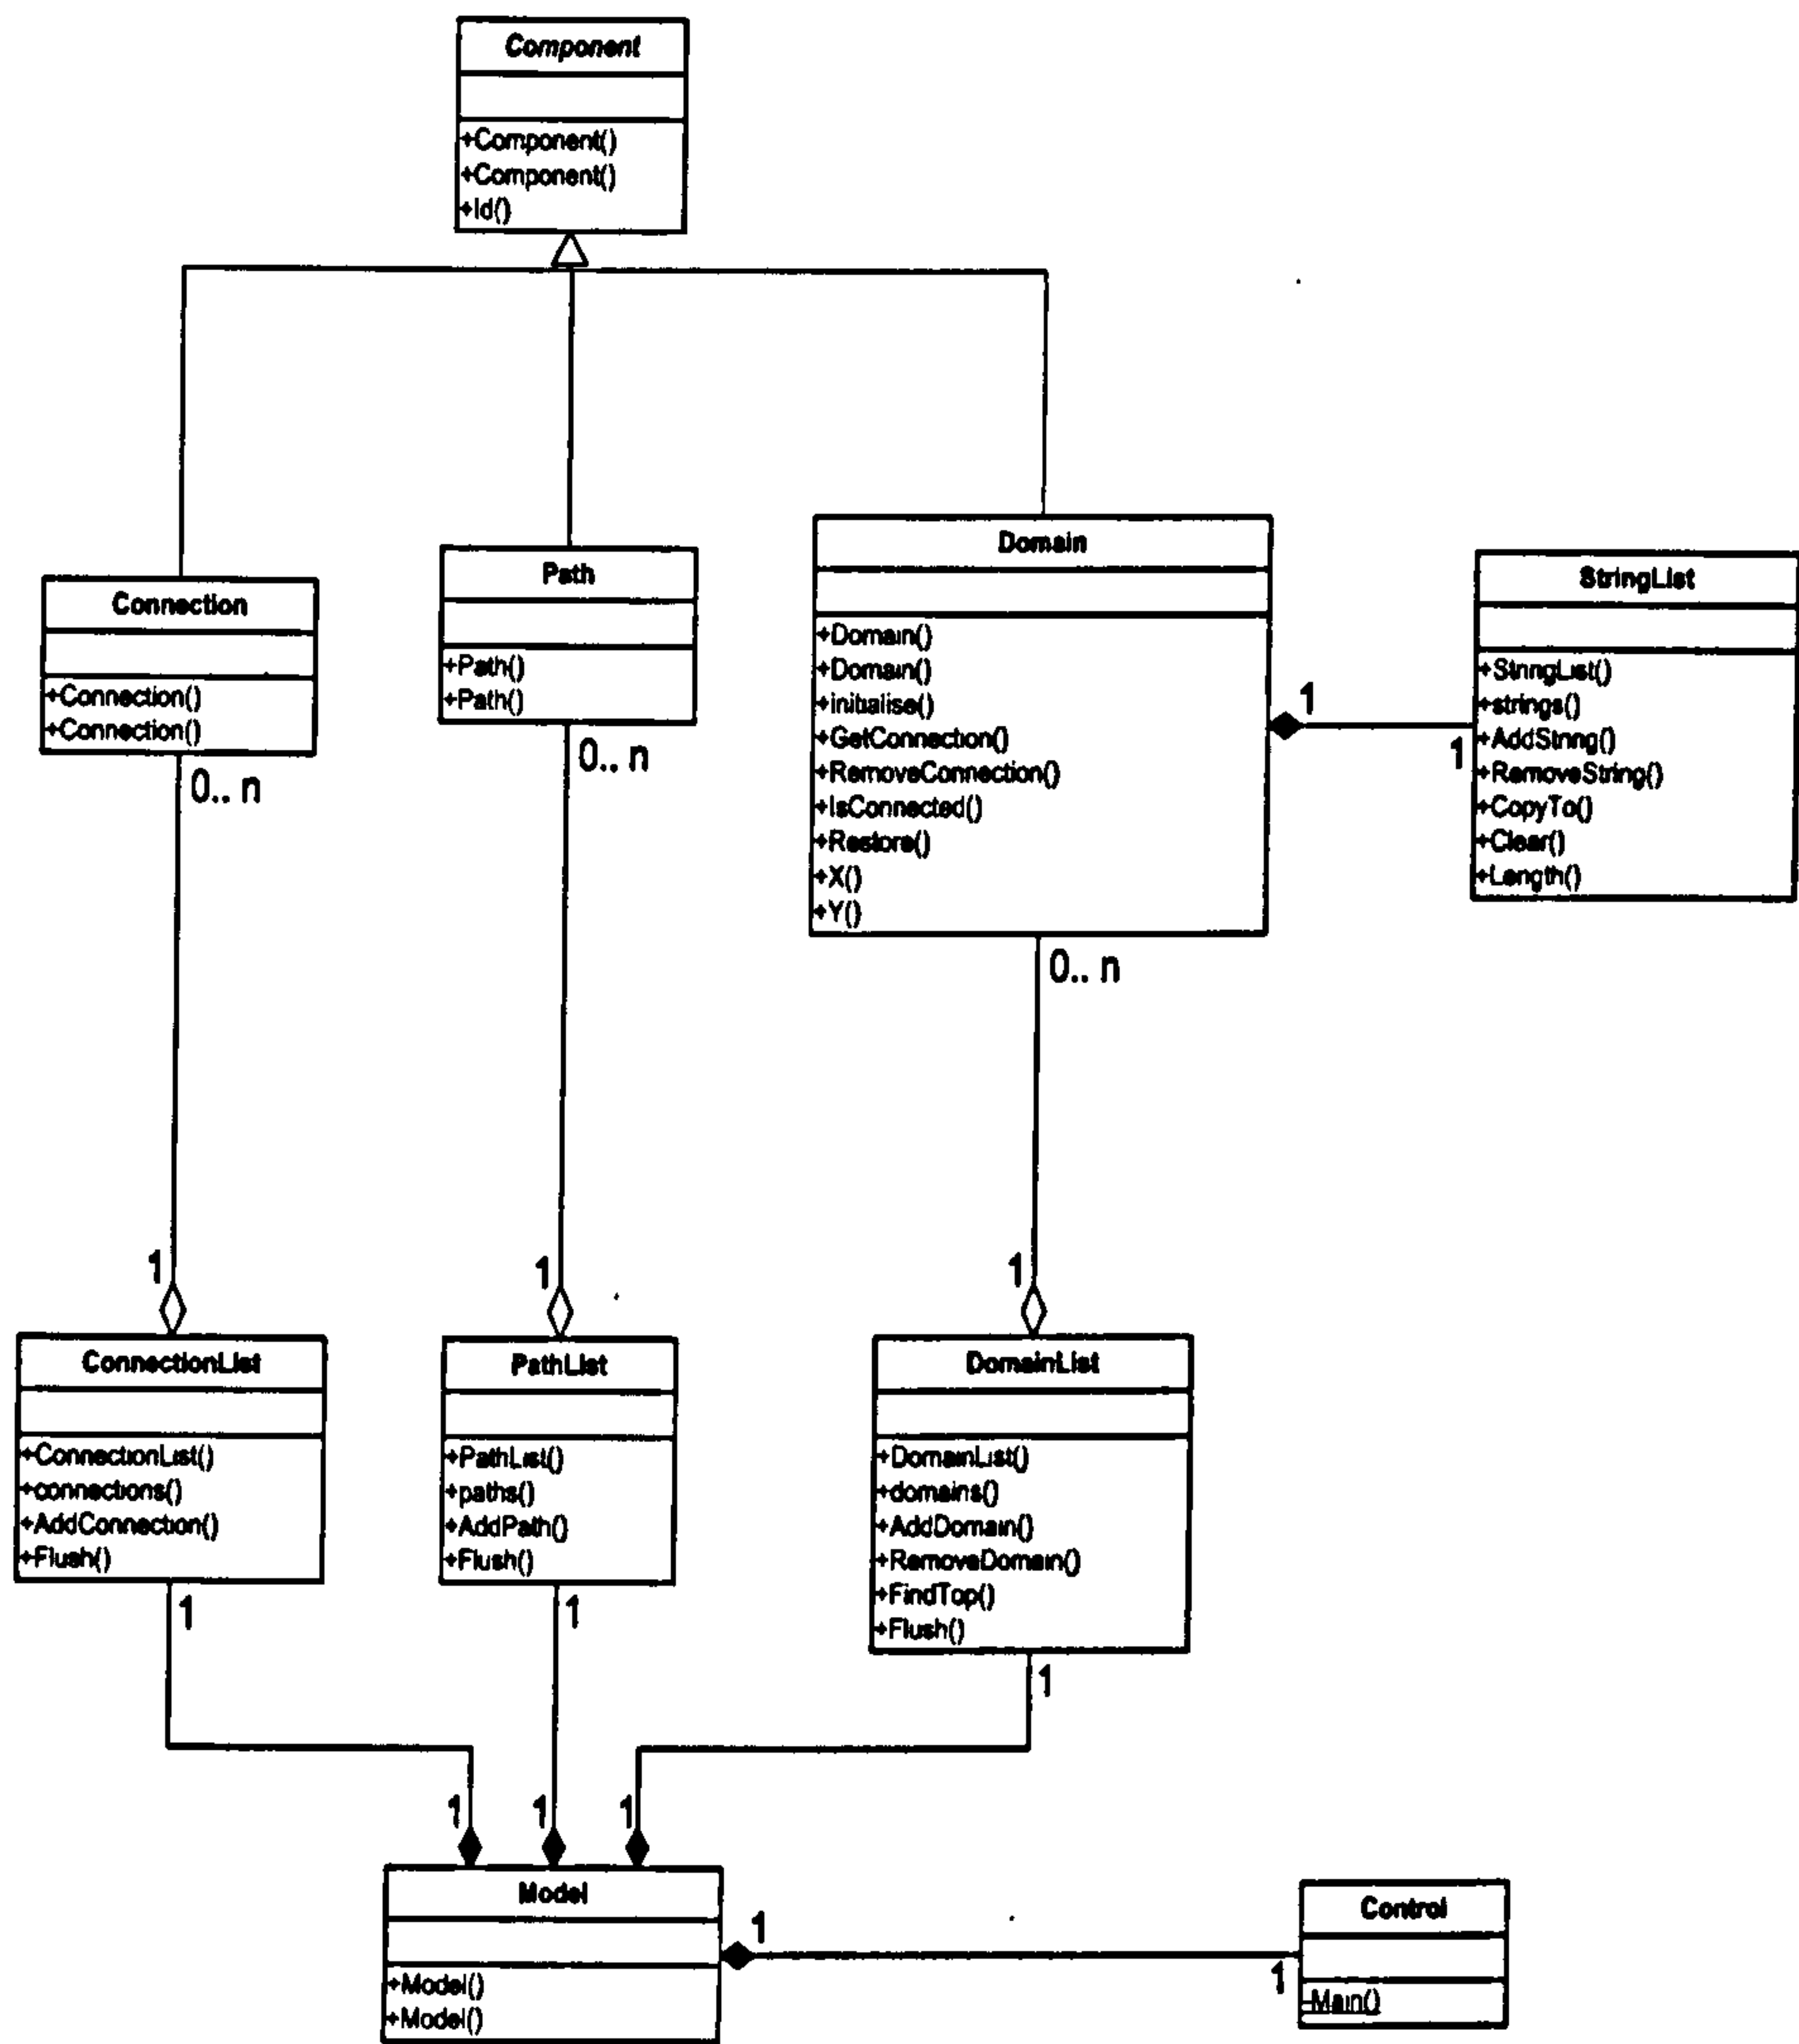 Component
+Component()
+Component()
+Id()
Connection
+Connection()
+Connection()
0.. n
Path
+Path()
+Path()
0.. n
Domain
+Domain()
+Domain()
+initialise()
+GetConnection()
+RemoveConnection()
+IsConnected()
+Restore()
+X()
+Y()
0.. n
1
1
StringList
+StringList()
+strings()
+AddString()
+RemoveString()
+CopyTo()
+Clear()
+Length()
1
ConnectionList
+ConnectionList()
+connections()
+AddConnection()
+Flush()
1
1
PathList
+PathList()
+paths()
+AddPath()
+Flush()
1
1
DomainList
+DomainList()
+domains()
+AddDomain()
+RemoveDomain()
+FindTop()
+Flush()
1
1
1
1
Model
+Model()
+Model()
1
1
Control
-Main()